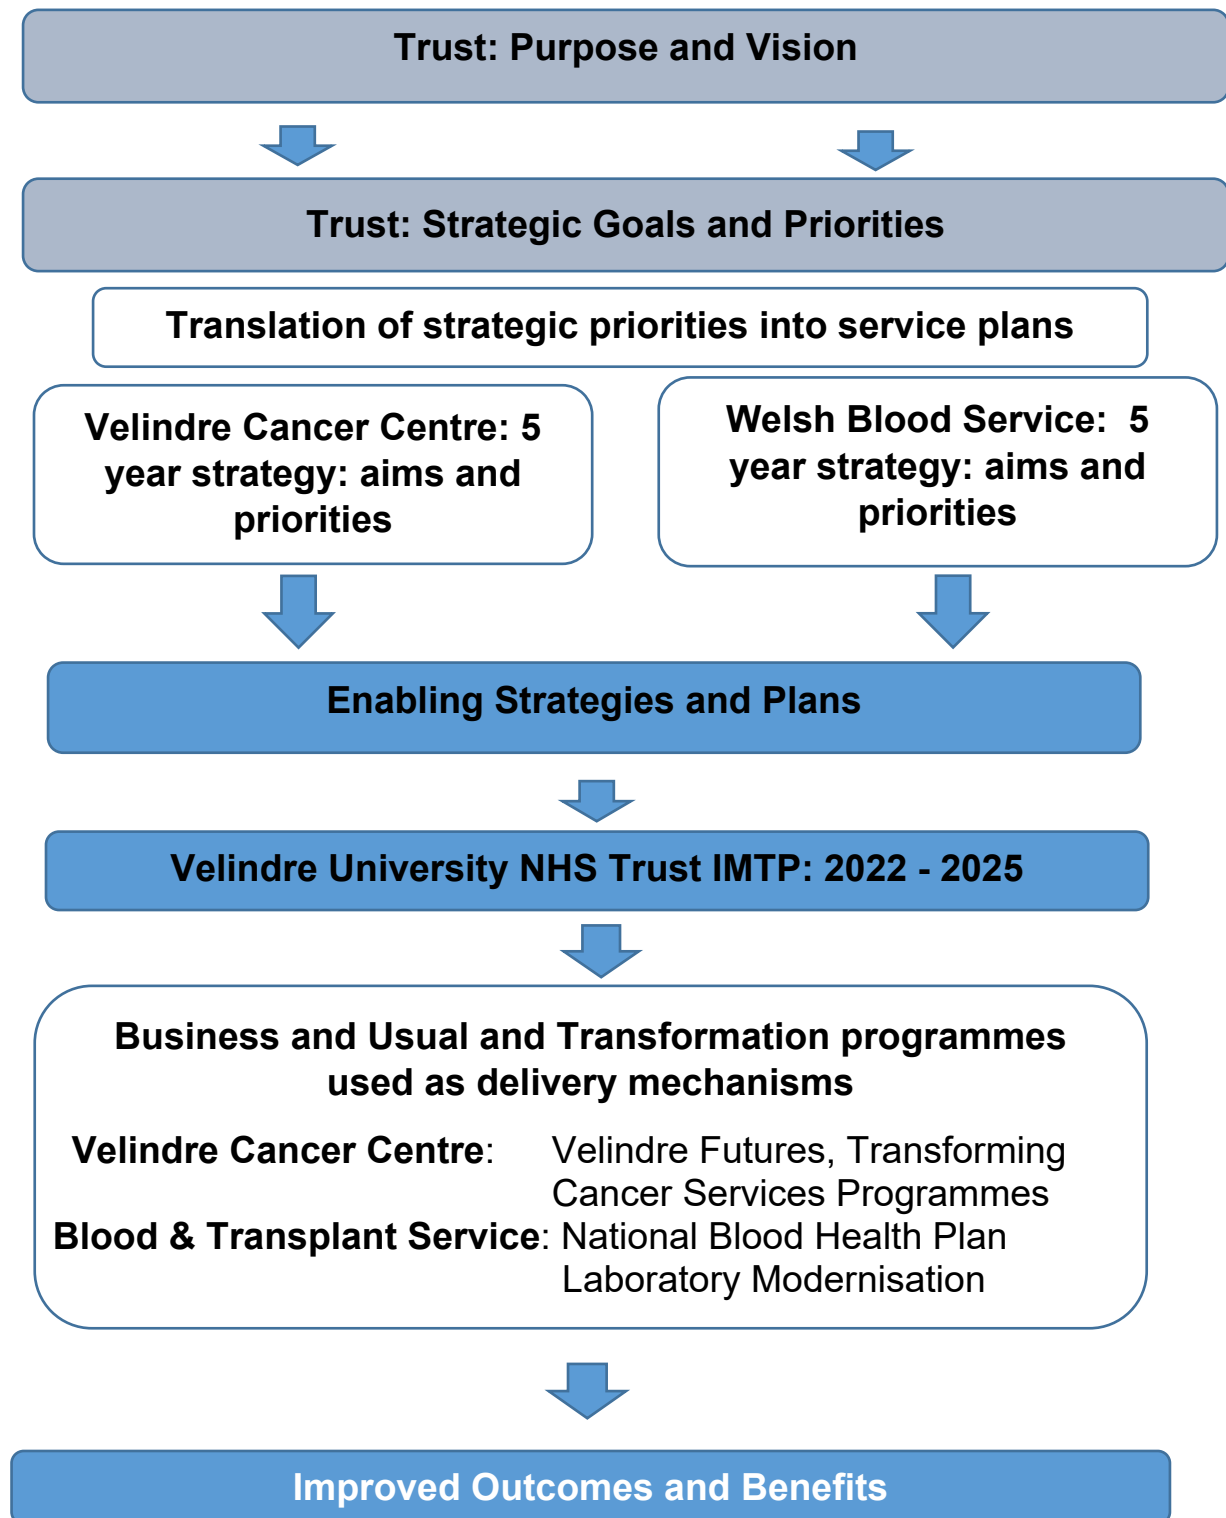 Trust: Purpose and Vision
Trust: Strategic Goals and Priorities
Translation of strategic priorities into service plans
Velindre Cancer Centre: 5
year strategy: aims and
priorities
Welsh Blood Service:  5
year strategy: aims and
priorities
Enabling Strategies and Plans
Velindre University NHS Trust IMTP: 2022 - 2025
Business and Usual and Transformation programmes
used as delivery mechanisms
Velindre Cancer Centre: Velindre Futures, Transforming
Cancer Services Programmes
Blood & Transplant Service: National Blood Health Plan
Laboratory Modernisation
Improved Outcomes and Benefits